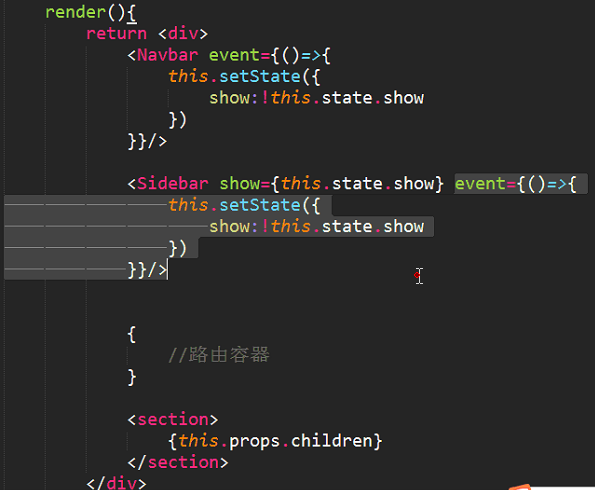 render(){
return <div>
<Navbar event={()=>{
this.setState({
show:!this.state.show
})
}}/>
<Sidebar show={this.state.show} event={()=>{
this.setState({
show:!this.state.show
})
}}/>
{
//路由容器
}
<section>
{this.props.children}
</section>
</div>